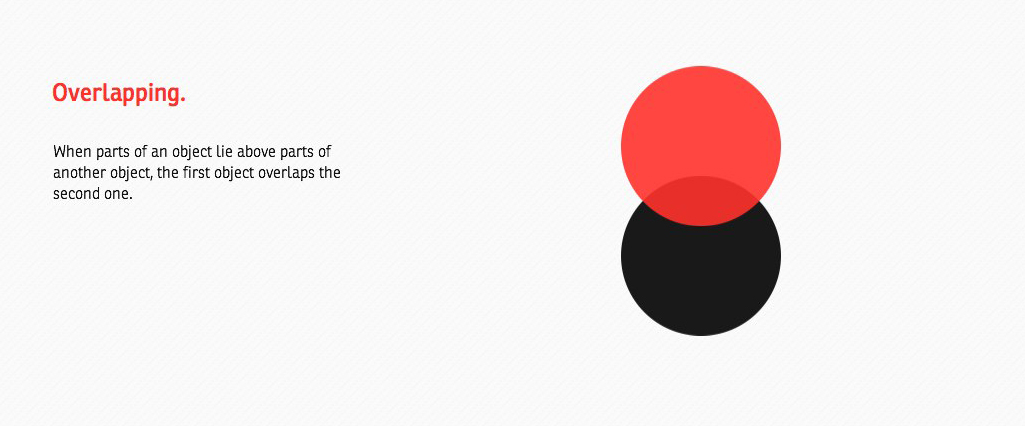 Overlapping.
When parts of an object lie above parts of
another object, the first object overlaps the
second one.